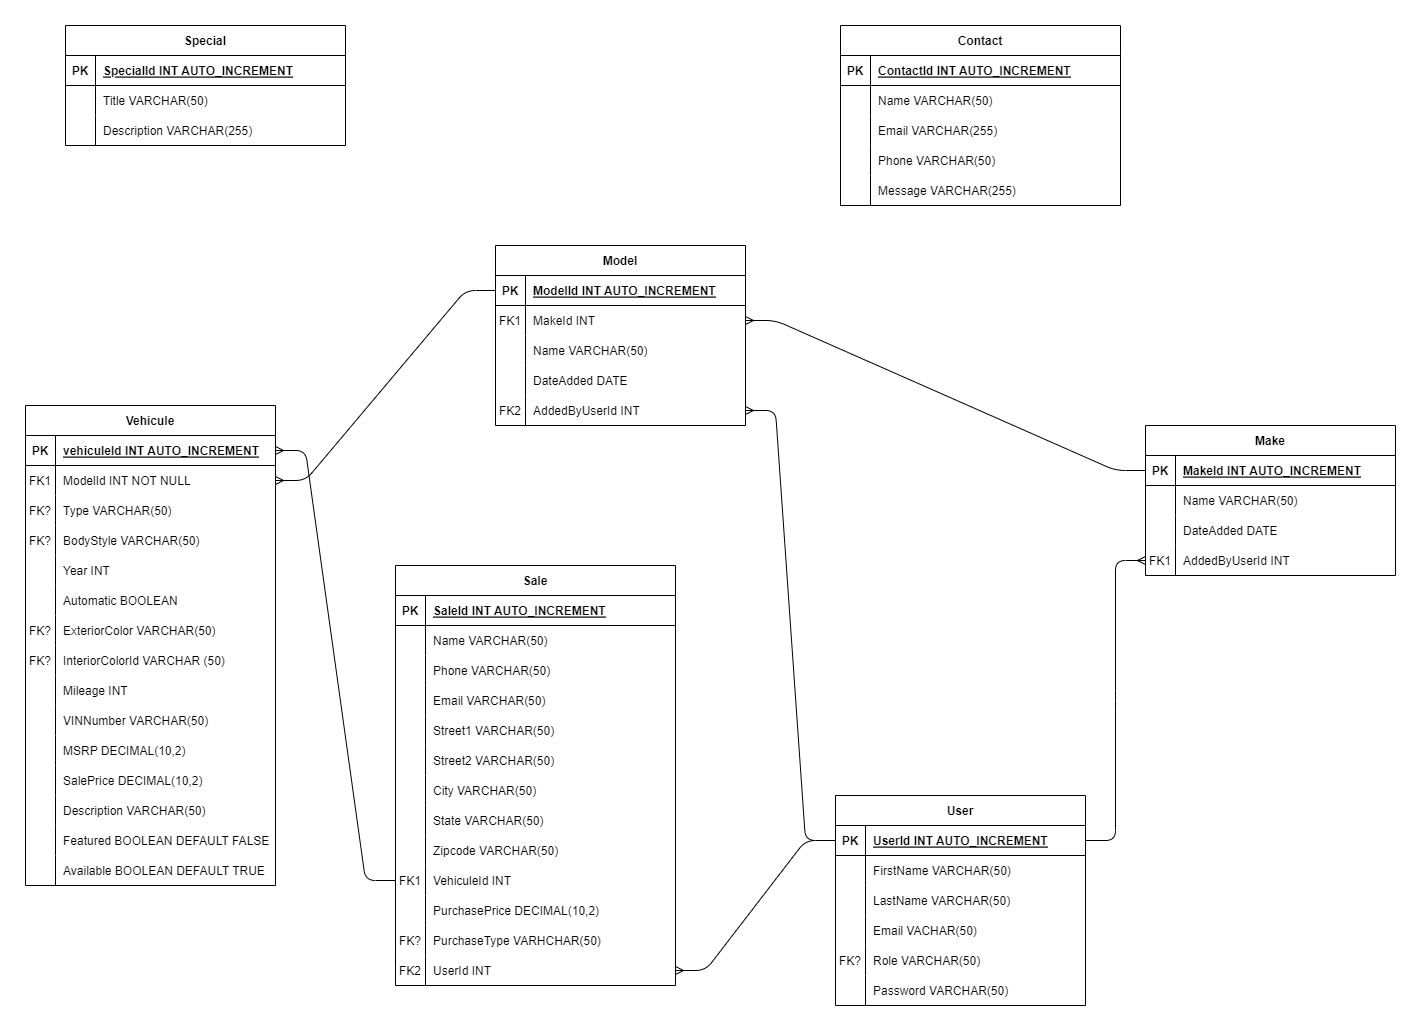 Special
PK SpecialId INT AUTO_INCREMENT
Title VARCHAR(50)
Description VARCHAR(255)
Contact
PK ContactId INT AUTO_INCREMENT
Name VARCHAR(50)
Email VARCHAR(255)
Phone VARCHAR(50)
Message VARCHAR(255)
Model
PK ModelId INT AUTO_INCREMENT
FK1 MakeId INT
Name VARCHAR(50)
DateAdded DATE
FK2 AddedByUserId INT
Vehicule
PK vehiculeId INT AUTO_INCREMENT
FK1 ModelId INT NOT NULL
FK? Type VARCHAR(50)
FK? BodyStyle VARCHAR(50)
Year INT
Automatic BOOLEAN
FK? ExteriorColor VARCHAR(50)
FK? InteriorColorId VARCHAR (50)
Mileage INT
VINNumber VARCHAR(50)
MSRP DECIMAL(10,2)
SalePrice DECIMAL(10,2)
Description VARCHAR(50)
Featured BOOLEAN DEFAULT FALSE
Available BOOLEAN DEFAULT TRUE
Make
PK MakeId INT AUTO_INCREMENT
Name VARCHAR(50)
DateAdded DATE
FK1 AddedByUserId INT
Sale
PK SaleId INT AUTO_INCREMENT
Name VARCHAR(50)
Phone VARCHAR(50)
Email VARCHAR(50)
Street1 VARCHAR(50)
Street2 VARCHAR(50)
City VARCHAR(50)
State VARCHAR(50)
Zipcode VARCHAR(50)
FK1 VehiculeId INT
PurchasePrice DECIMAL(10,2)
FK? PurchaseType VARHCHAR(50)
FK2 UserId INT
User
PK UserId INT AUTO_INCREMENT
FirstName VARCHAR(50)
LastName VARCHAR(50)
Email VACHAR(50)
FK? Role VARCHAR(50)
Password VARCHAR(50)